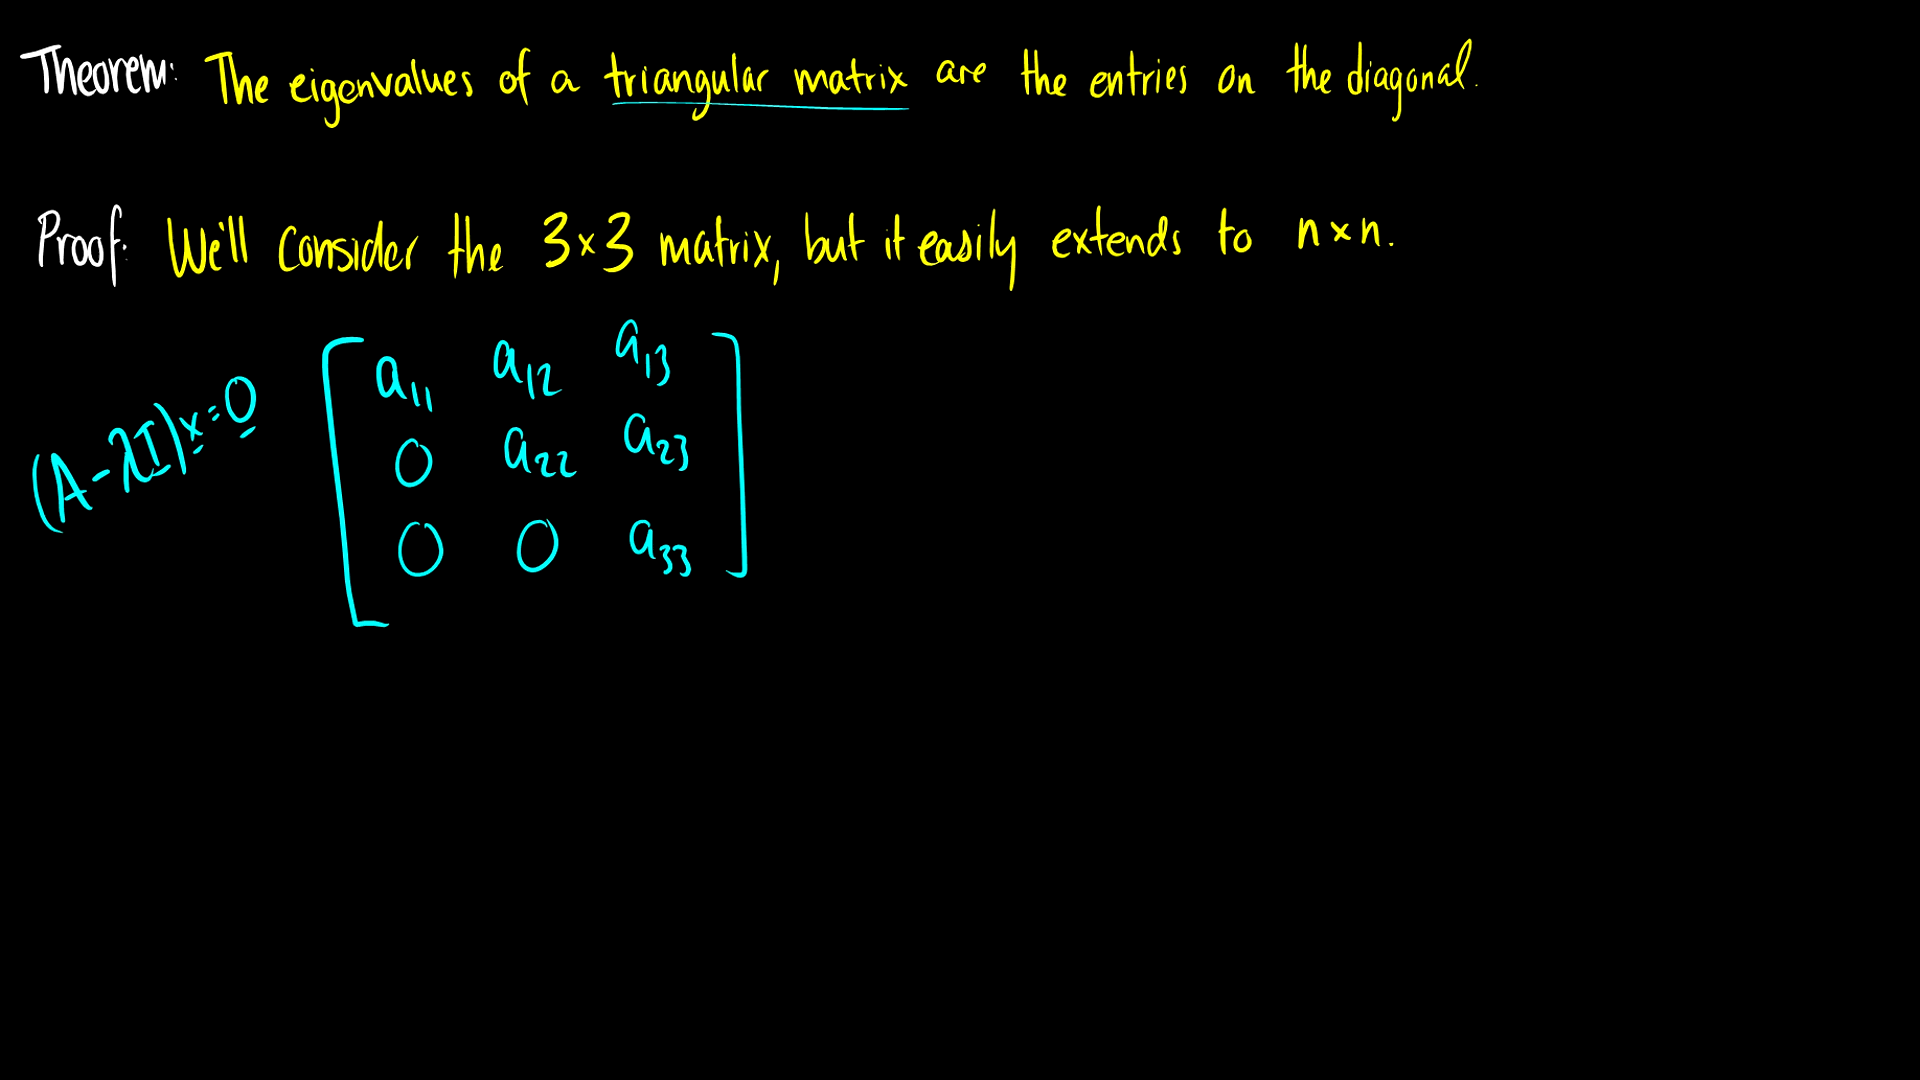 Theorem: The eigenvalues of a triangular matrix are the entries on the diagonal.
Proof: We'll consider the 3×3 matrix, but it easily extends to n×n.
(A-λI)x=0
a11 a12 a13
0 a22 a23
0 0 a33